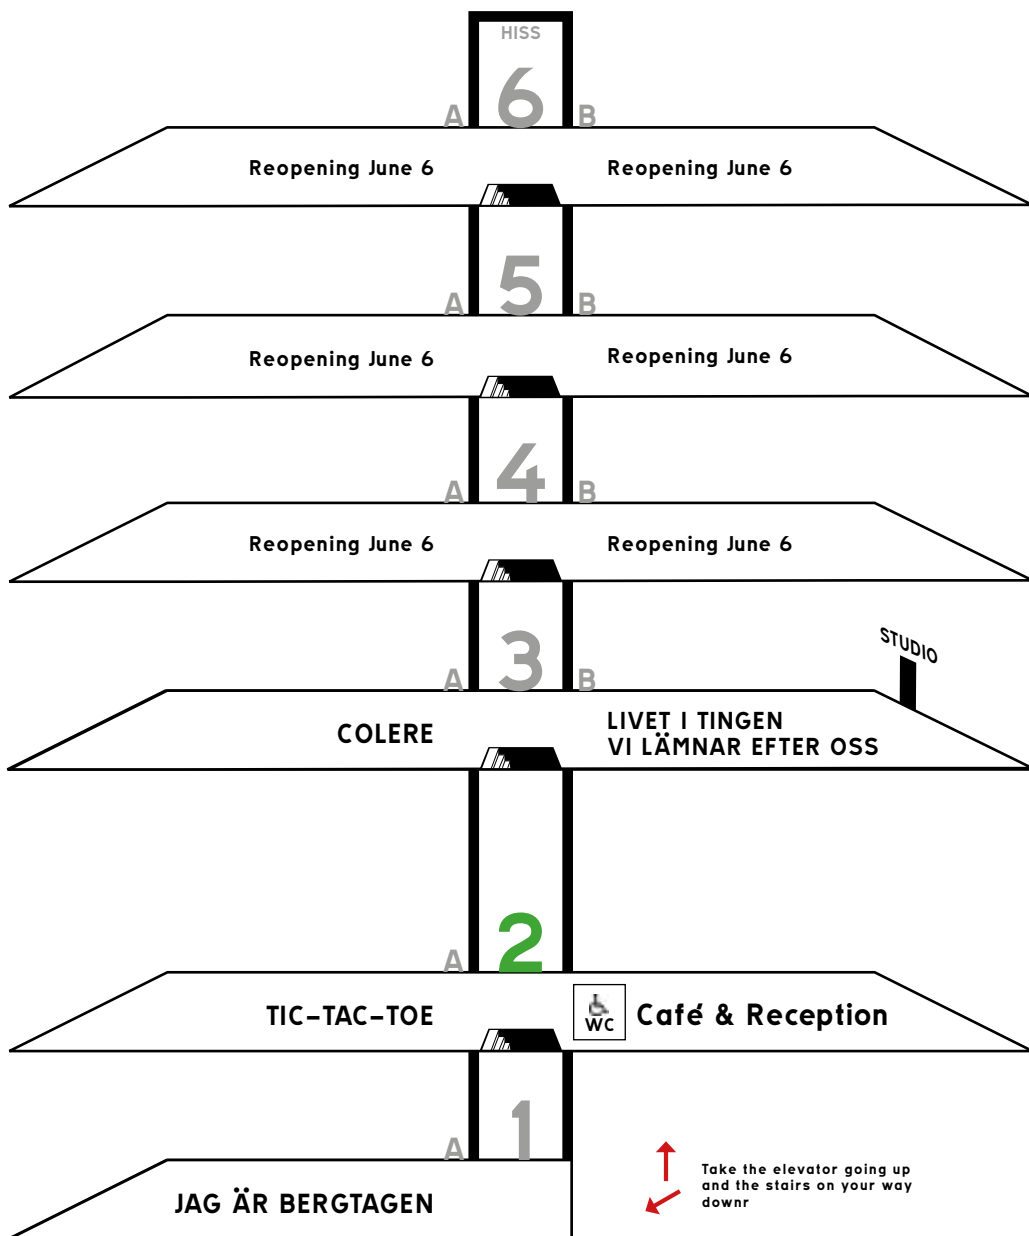 HISS
6
A
B
Reopening June 6
Reopening June 6
5
A
B
Reopening June 6
Reopening June 6
4
A
B
Reopening June 6
Reopening June 6
STUDIO
3
A
B
COLERE
LIVET I TINGEN
VI LÄMNAR EFTER OSS
2
A
TIC-TAC-TOE
WC
Café & Reception
1
A
JAG ÄR BERGTAGEN
Take the elevator going up
and the stairs on your way
downr